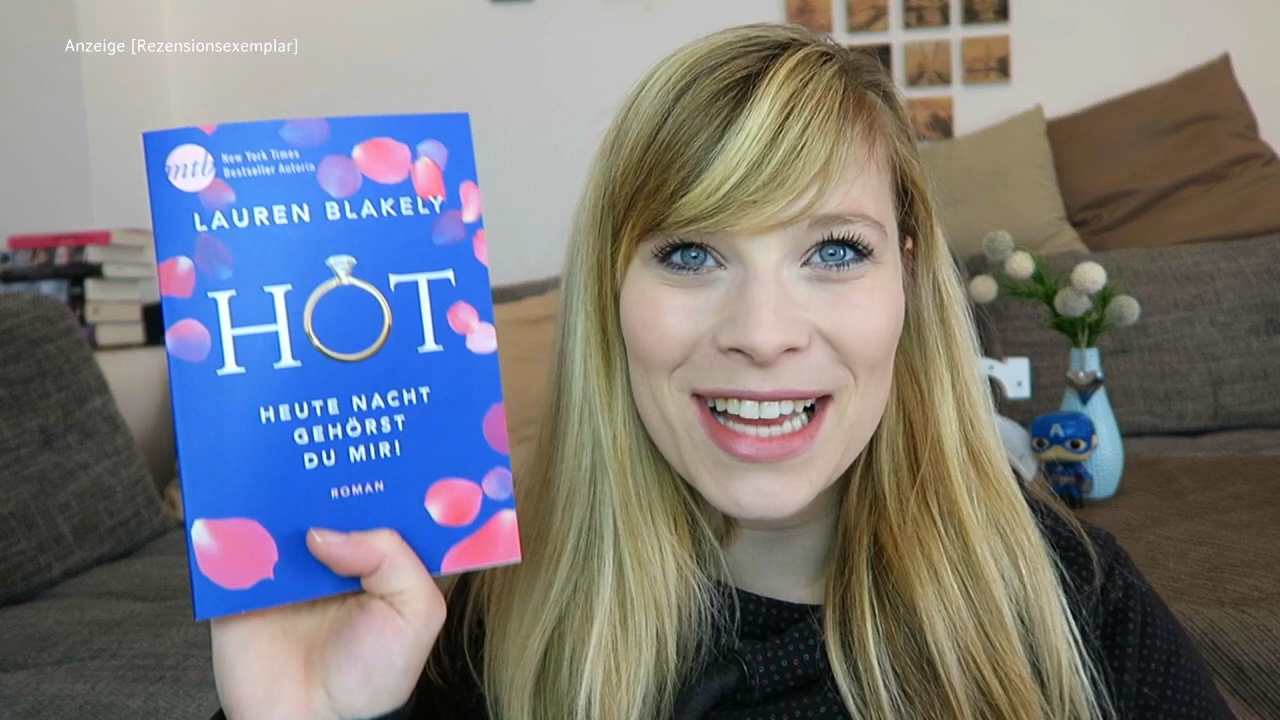 Anzeige [Rezensionsexemplar]
mtb
New York Times
Bestseller Autorin
LAUREN BLAKELY
HOT
HEUTE NACHT
GEHÖRST
DU MIR!
ROMAN
A